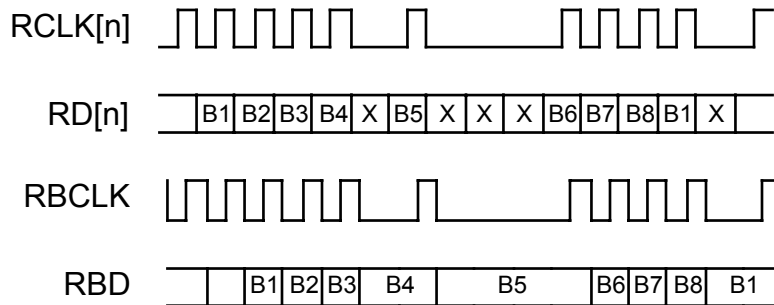 RCLK[n]
RD[n] B1 B2 B3 B4 X B5 X X X B6 B7 B8 B1 X
RBCLK
RBD B1 B2 B3 B4 B5 B6 B7 B8 B1